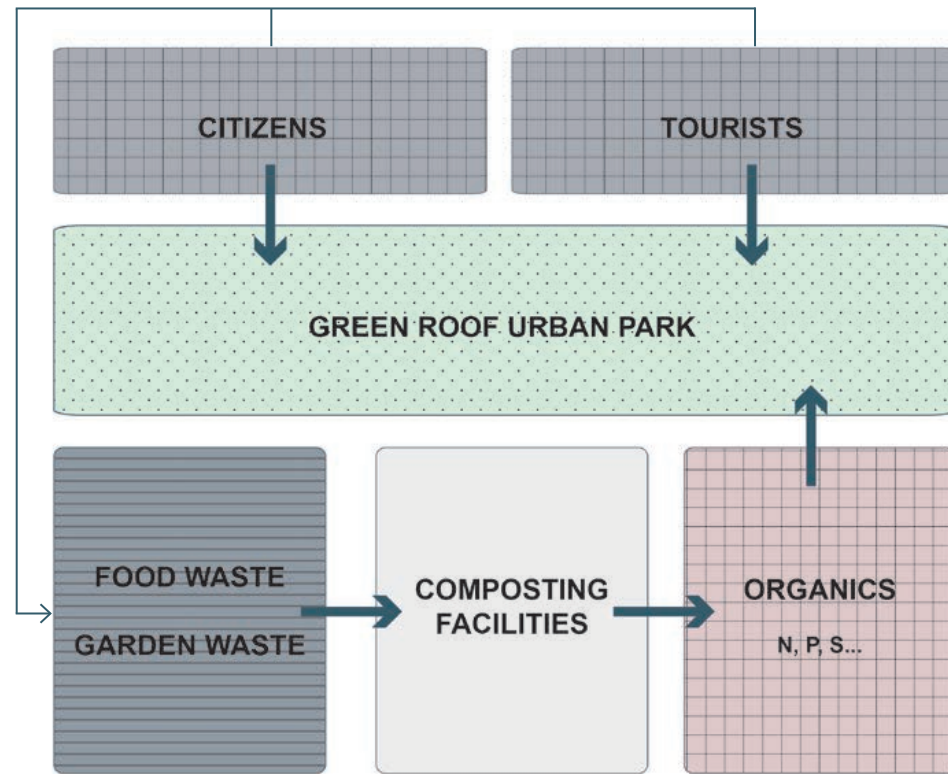 CITIZENS
TOURISTS
GREEN ROOF URBAN PARK
FOOD WASTE
GARDEN WASTE
COMPOSTING
FACILITIES
ORGANICS
N, P, S...